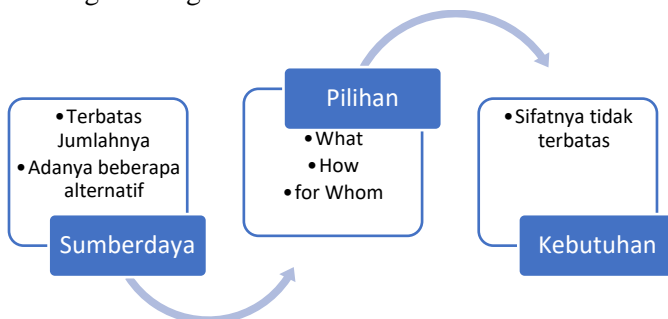 • Terbatas
Jumlahnya
• Adanya beberapa
alternatif
Sumberdaya
Pilihan
• What
• How
• for Whom
• Sifatnya tidak
terbatas
Kebutuhan